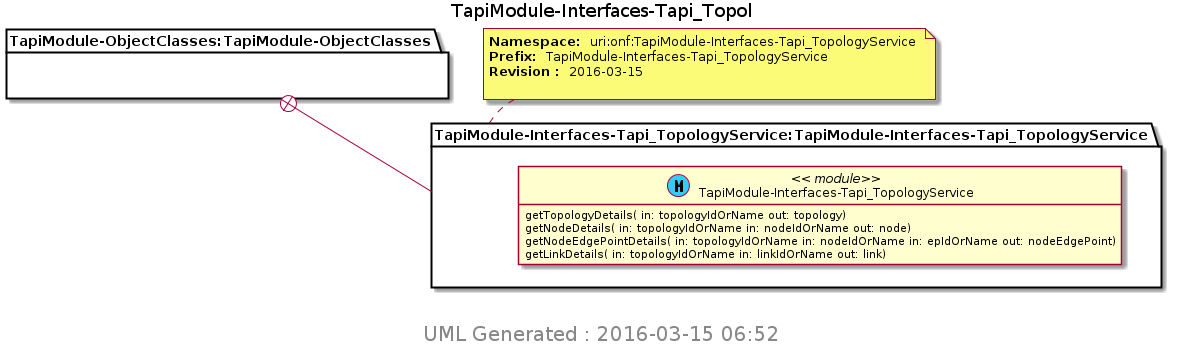 TapiModule-Interfaces-Tapi_Topol
TapiModule-ObjectClasses:TapiModule-ObjectClasses
Namespace: uri:onf:TapiModule-Interfaces-Tapi_TopologyService
Prefix: TapiModule-Interfaces-Tapi_TopologyService
Revision : 2016-03-15
TapiModule-Interfaces-Tapi_TopologyService:TapiModule-Interfaces-Tapi_TopologyService
M
<< module>>
TapiModule-Interfaces-Tapi_TopologyService
getTopologyDetails( in: topologyIdOrName out: topology)
getNodeDetails( in: topologyIdOrName in: nodeIdOrName out: node)
getNodeEdgePointDetails( in: topologyIdOrName in: nodeIdOrName in: epIdOrName out: nodeEdgePoint)
getLinkDetails( in: topologyIdOrName in: linkIdOrName out: link)
UML Generated : 2016-03-15 06:52